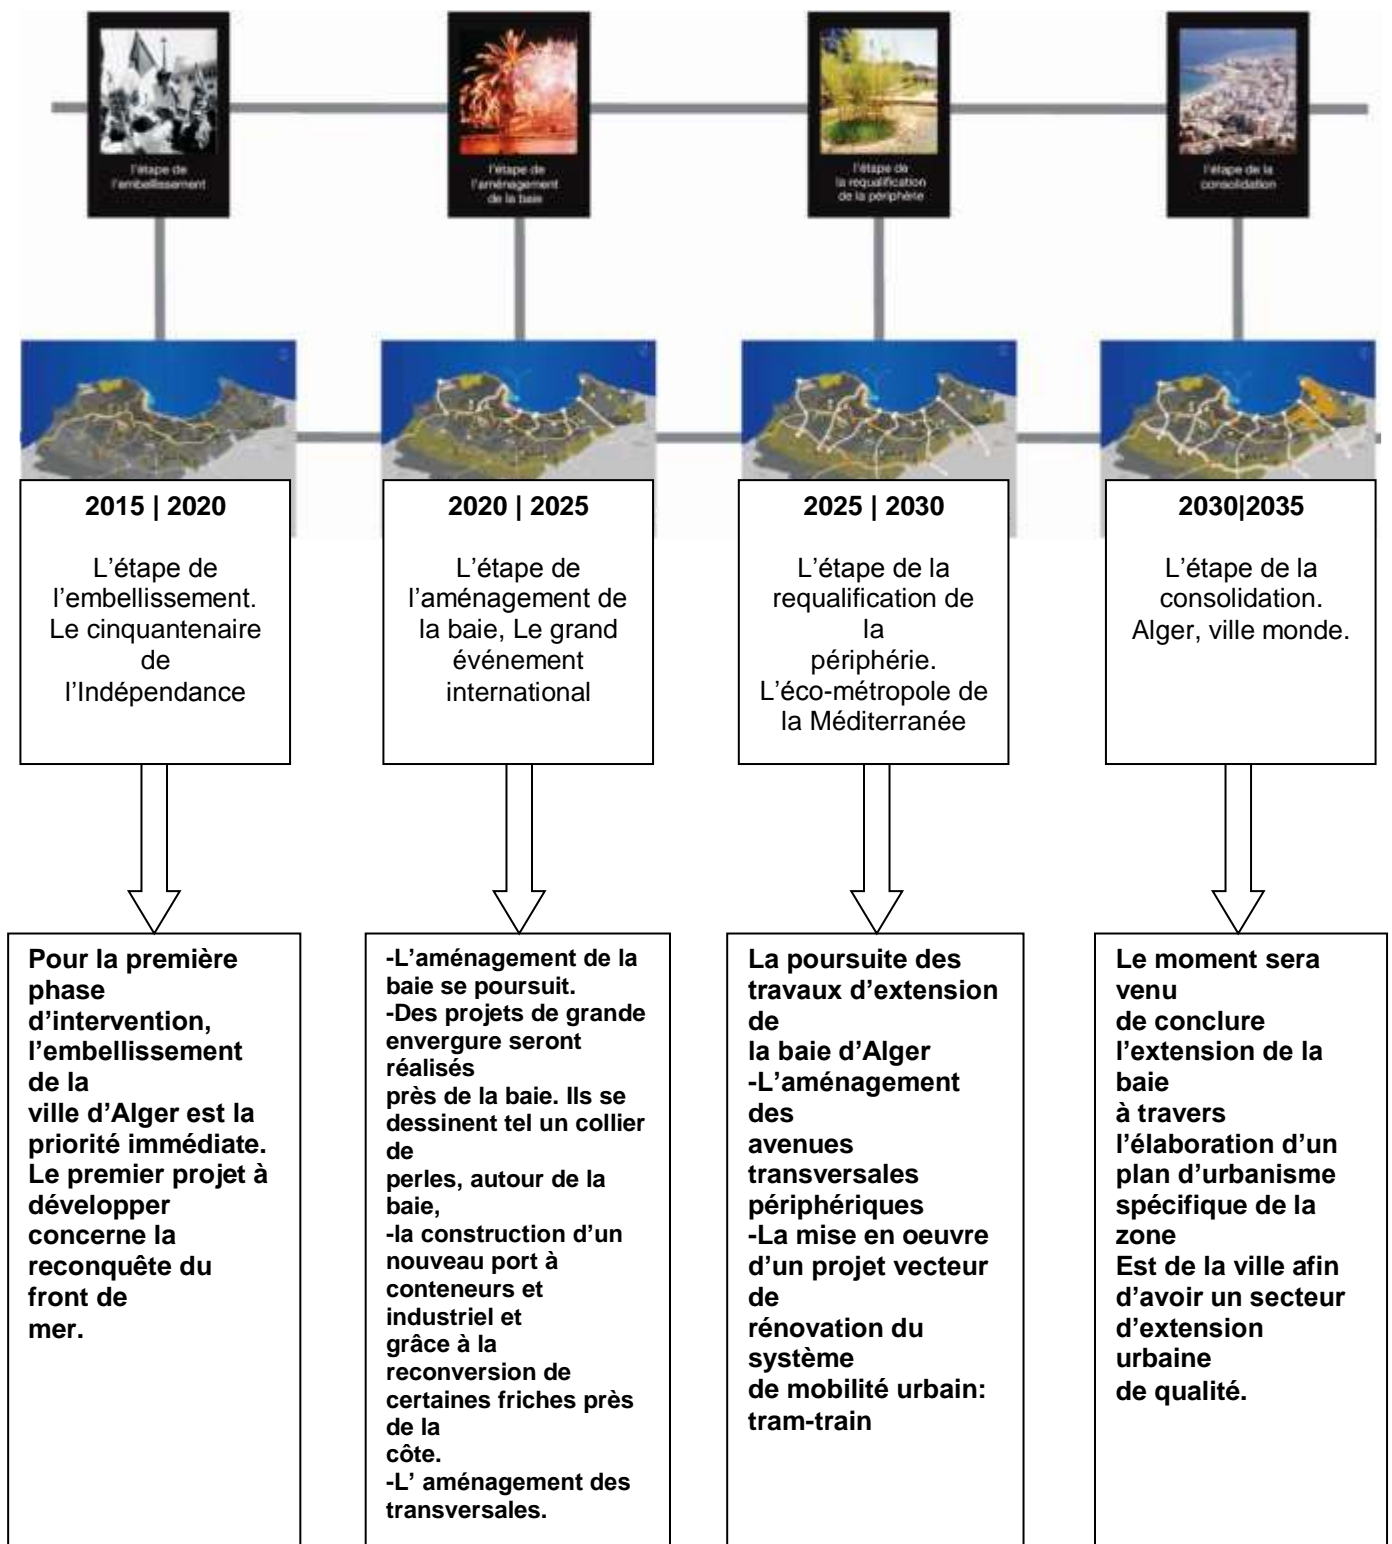 l'étape de
l'embellissement
l'étape de
l'aménagement
de la baie
l'étape de
la requalification
de la périphérie
l'étape de la
consolidation
2015 | 2020
L'étape de
l'embellissement.
Le cinquantenaire
de
l'Indépendance
2020 | 2025
L'étape de
l'aménagement de
la baie, Le grand
événement
international
2025 | 2030
L'étape de la
requalification de
la
périphérie.
L'éco-métropole de
la Méditerranée
2030|2035
L'étape de la
consolidation.
Alger, ville monde.
Pour la première
phase
d'intervention,
l'embellissement
de la
ville d'Alger est la
priorité immédiate.
Le premier projet à
développer
concerne la
reconquête du
front de
mer.
-L'aménagement de la
baie se poursuit.
-Des projets de grande
envergure seront
réalisés
près de la baie. Ils se
dessinent tel un collier
de
perles, autour de la
baie,
-la construction d'un
nouveau port à
conteneurs et
industriel et
grâce à la
reconversion de
certaines friches près
de la
côte.
-L' aménagement des
transversales.
La poursuite des
travaux d'extension
de
la baie d'Alger
-L'aménagement
des
avenues
transversales
périphériques
-La mise en oeuvre
d'un projet vecteur
de
rénovation du
système
de mobilité urbain:
tram-train
Le moment sera
venu
de conclure
l'extension de la
baie
à travers
l'élaboration d'un
plan d'urbanisme
spécifique de la
zone
Est de la ville afin
d'avoir un secteur
d'extension
urbaine
de qualité.